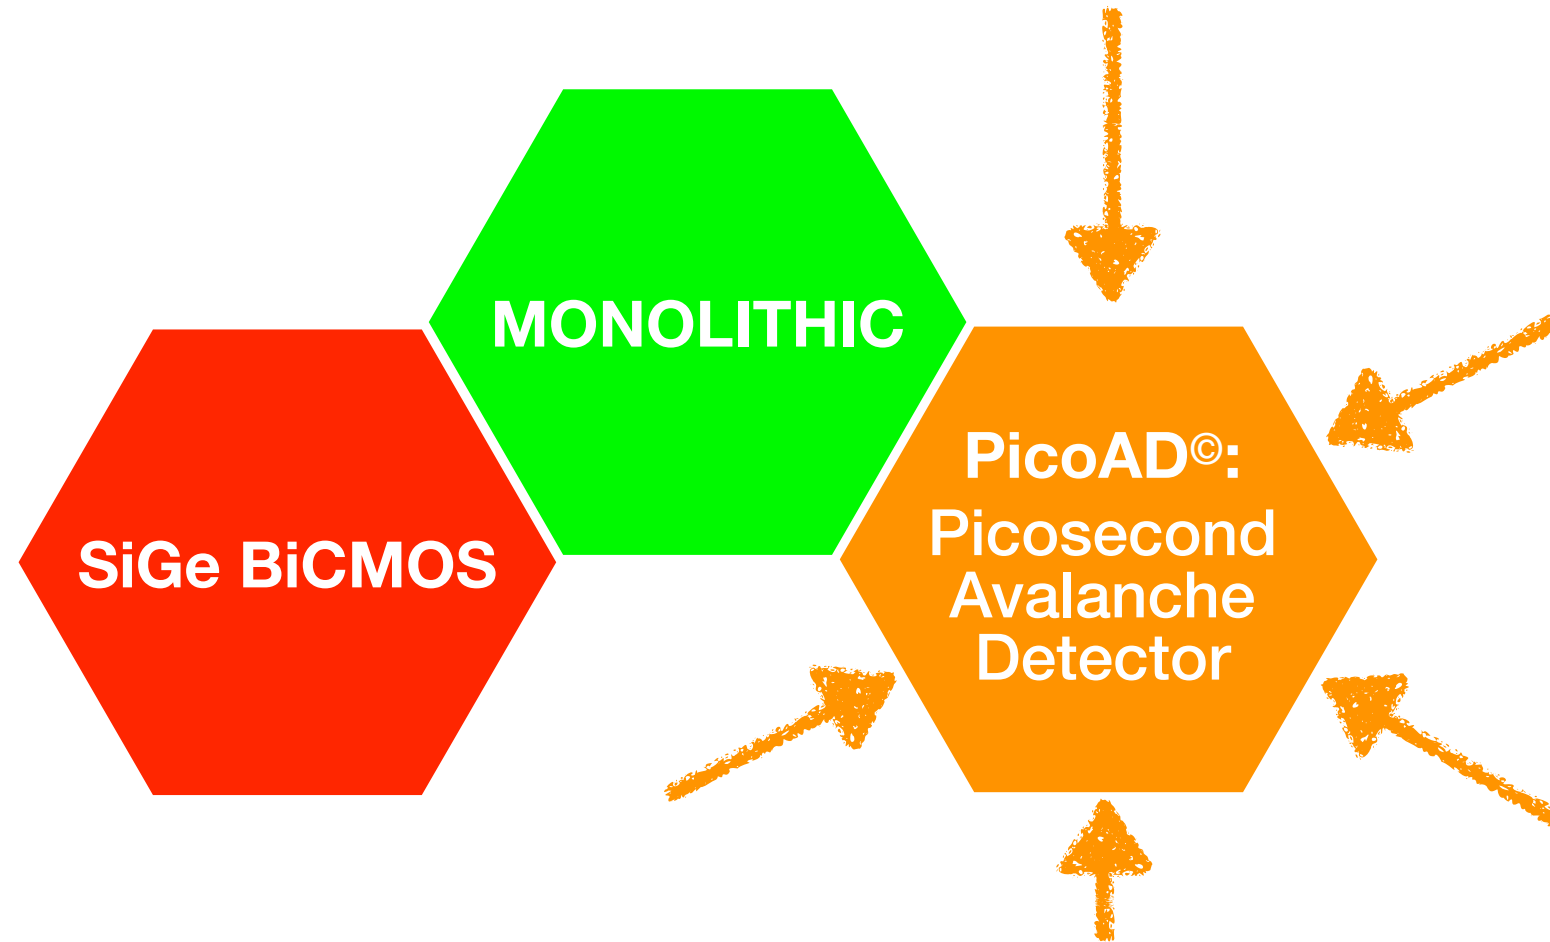 SiGe BiCMOS
MONOLITHIC
PicoAD©:
Picosecond
Avalanche
Detector